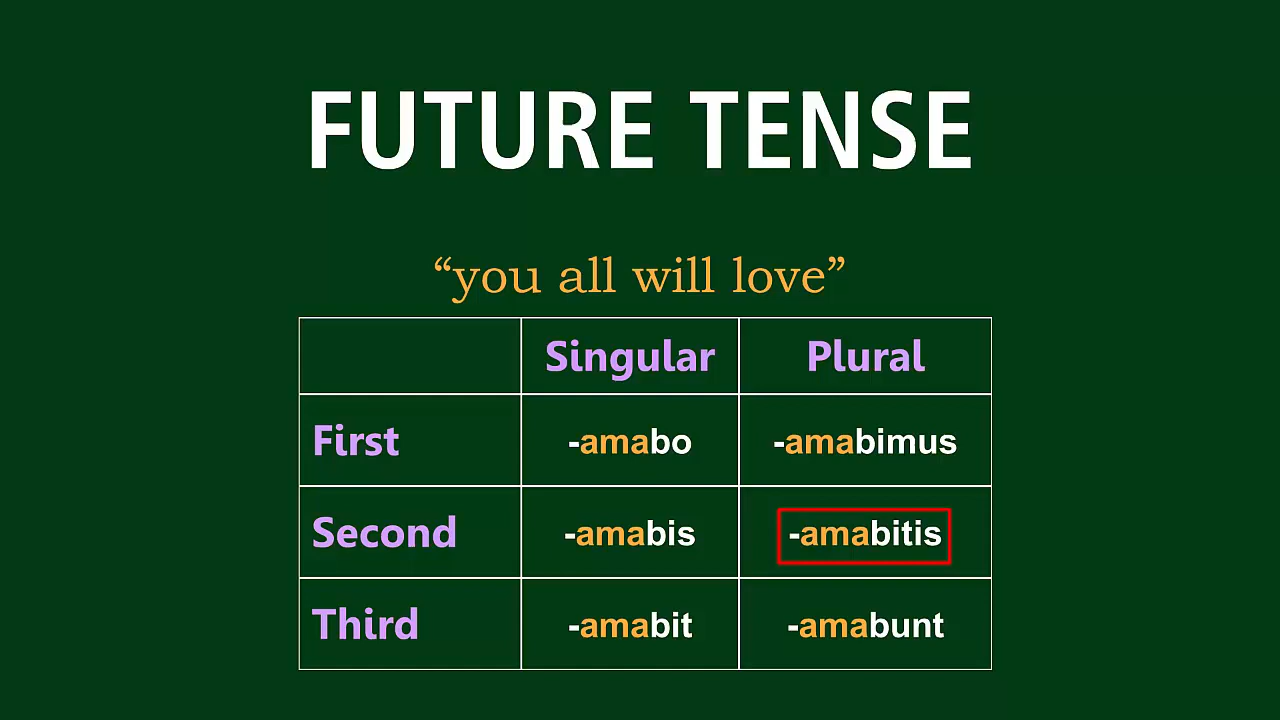 FUTURE TENSE
“you all will love”
Singular Plural
First -amabo -amabimus
Second -amabis -amabitis
Third -amabit -amabunt